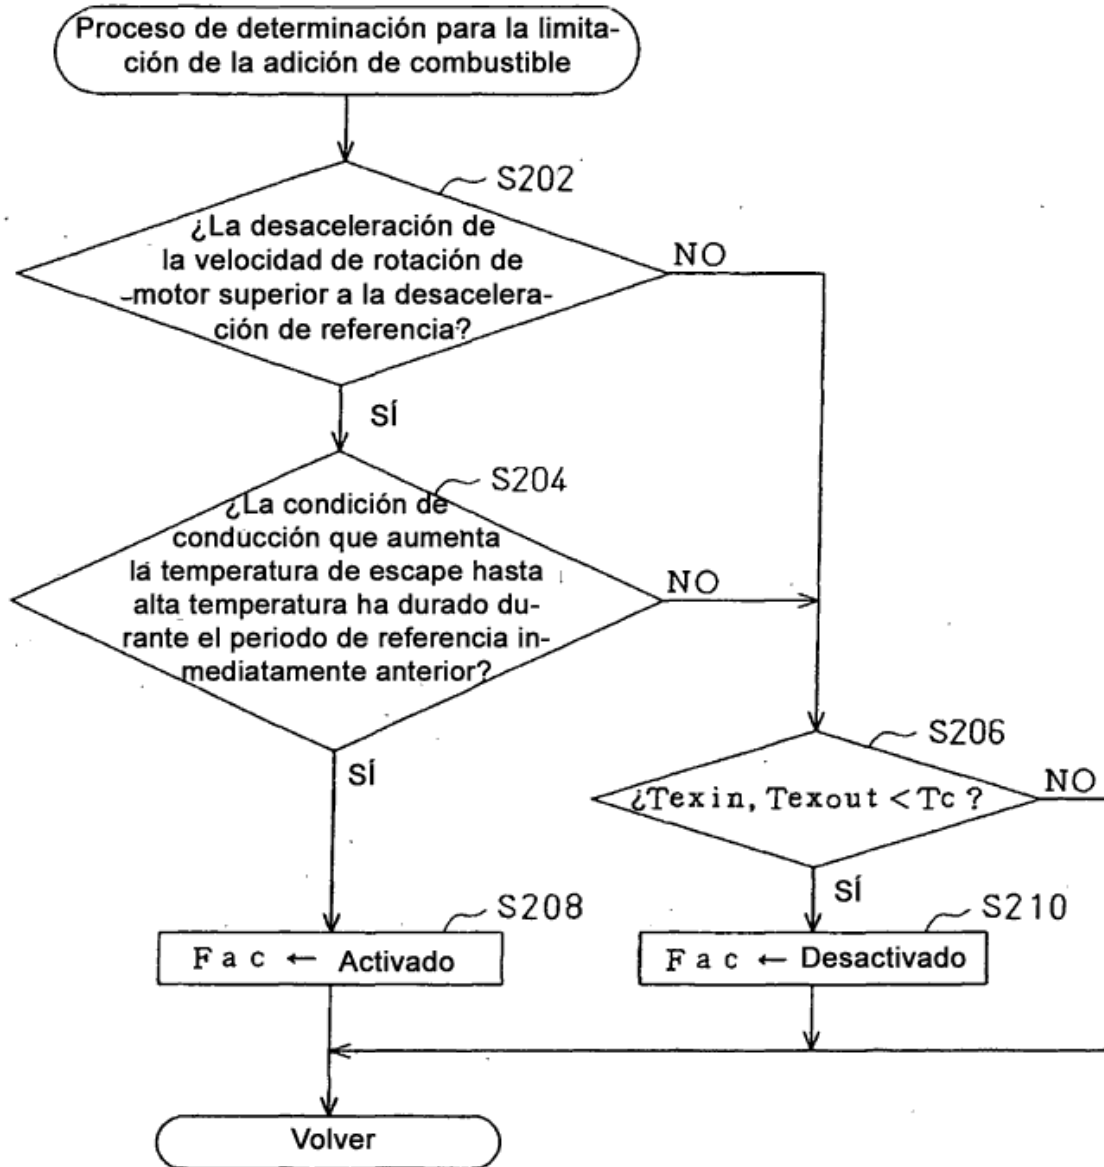 Proceso de determinación para la limita-
ción de la adición de combustible
S202
¿La desaceleración de
la velocidad de rotación de
motor superior a la desacelera-
ción de referencia?
NO
SÍ
S204
¿La condición de
conducción que aumenta
la temperatura de escape hasta
alta temperatura ha durado du-
rante el periodo de referencia in-
mediatamente anterior?
NO
SÍ
S206
¿Texin, Texout < Tc ?
NO
SÍ
S208
Fac ← Activado
S210
Fac ← Desactivado
Volver